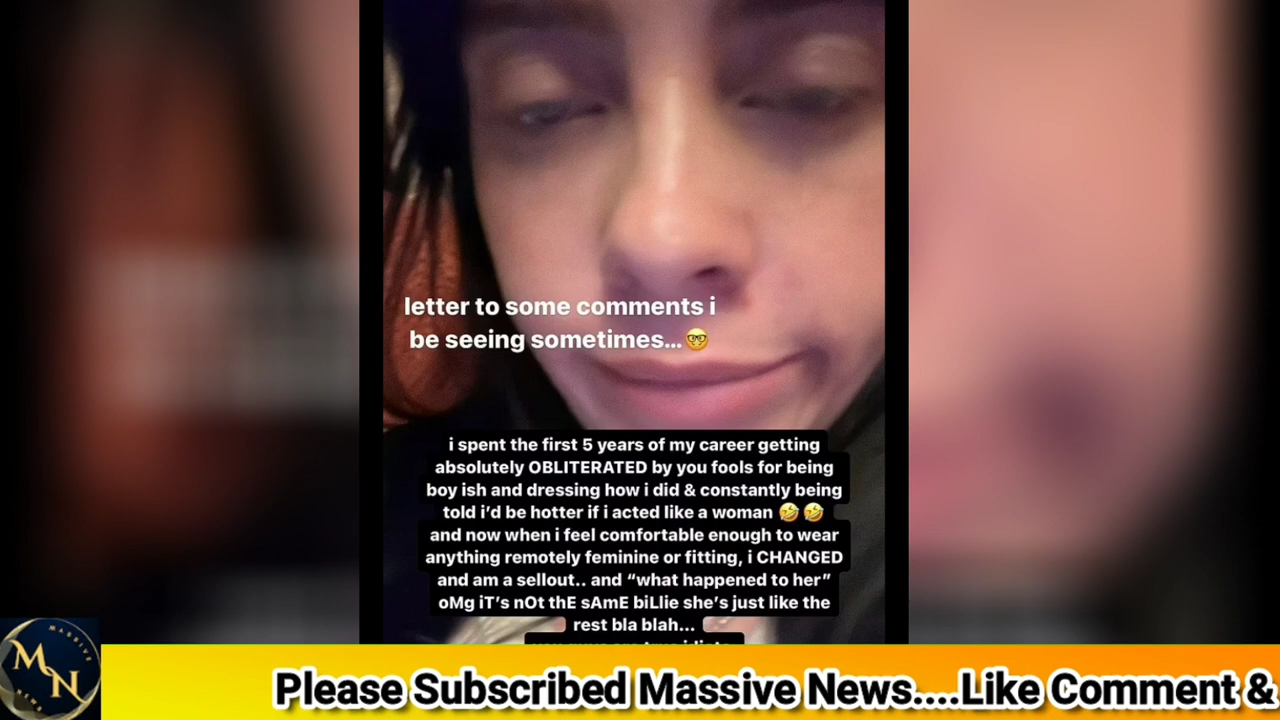 letter to some comments i
be seeing sometimes...🤓
i spent the first 5 years of my career getting
absolutely OBLITERATED by you fools for being
boy ish and dressing how i did & constantly being
told i'd be hotter if i acted like a woman 🤣🤣
and now when i feel comfortable enough to wear
anything remotely feminine or fitting, i CHANGED
and am a sellout.. and “what happened to her”
oMg iT's nOt thE sAmE biLlie she's just like the
rest bla blah...
MASSIVE
MN
NEWS
Please Subscribed Massive News....Like Comment &